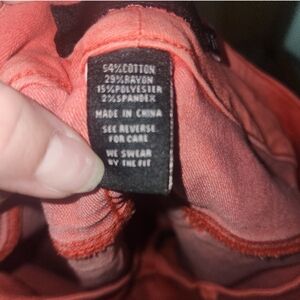 54%COTTON
29%RAYON
15%POLYESTER
2%SPANDEX
MADE IN CHINA
SEE REVERSE
FOR CARE
WE SWEAR
BY THE FIT